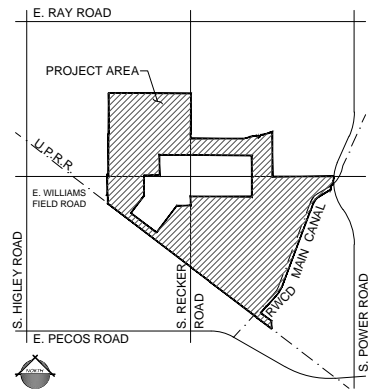 E. RAY ROAD
PROJECT AREA
U.P.R.R.
E. WILLIAMS
FIELD ROAD
S. HIGLEY ROAD
S. RECKER
ROAD
RWCD MAIN CANAL
S. POWER ROAD
E. PECOS ROAD
NORTH